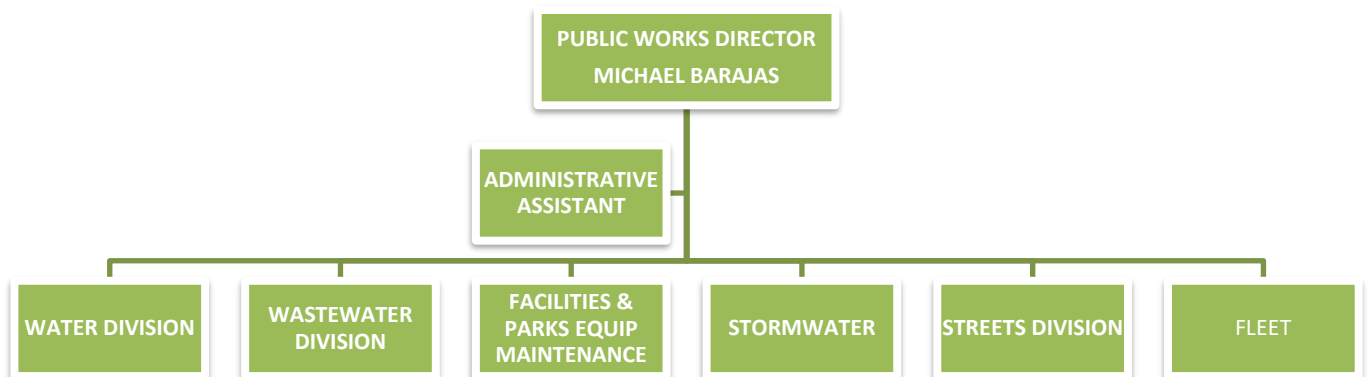 PUBLIC WORKS DIRECTOR
MICHAEL BARAJAS
ADMINISTRATIVE
ASSISTANT
WATER DIVISION
WASTEWATER
DIVISION
FACILITIES &
PARKS EQUIP
MAINTENANCE
STORMWATER
STREETS DIVISION
FLEET